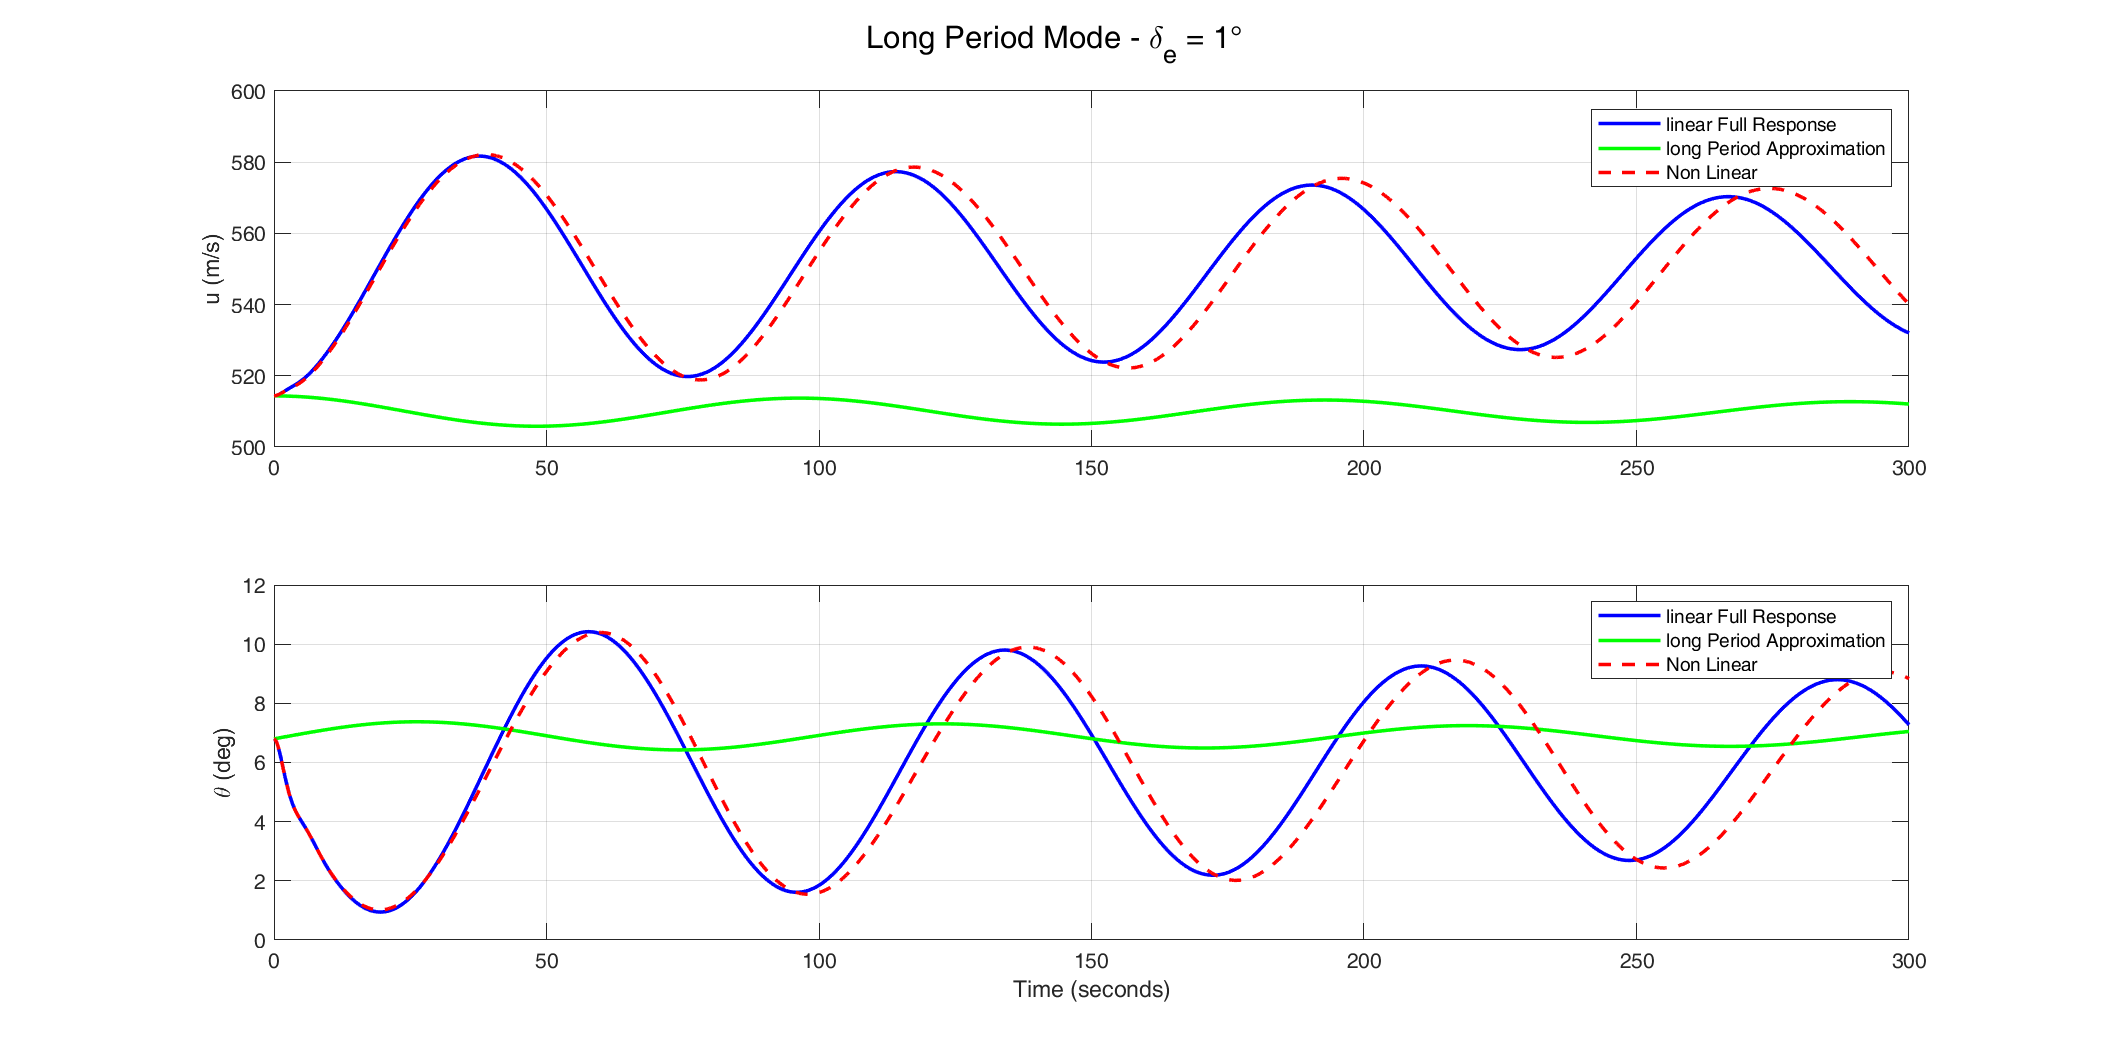 Long Period Mode - δe = 1°
600
580
560
540
520
500
u (m/s)
linear Full Response
long Period Approximation
Non Linear
0 50 100 150 200 250 300
12
10
8
6
4
2
0
θ (deg)
linear Full Response
long Period Approximation
Non Linear
0 50 100 150 200 250 300
Time (seconds)